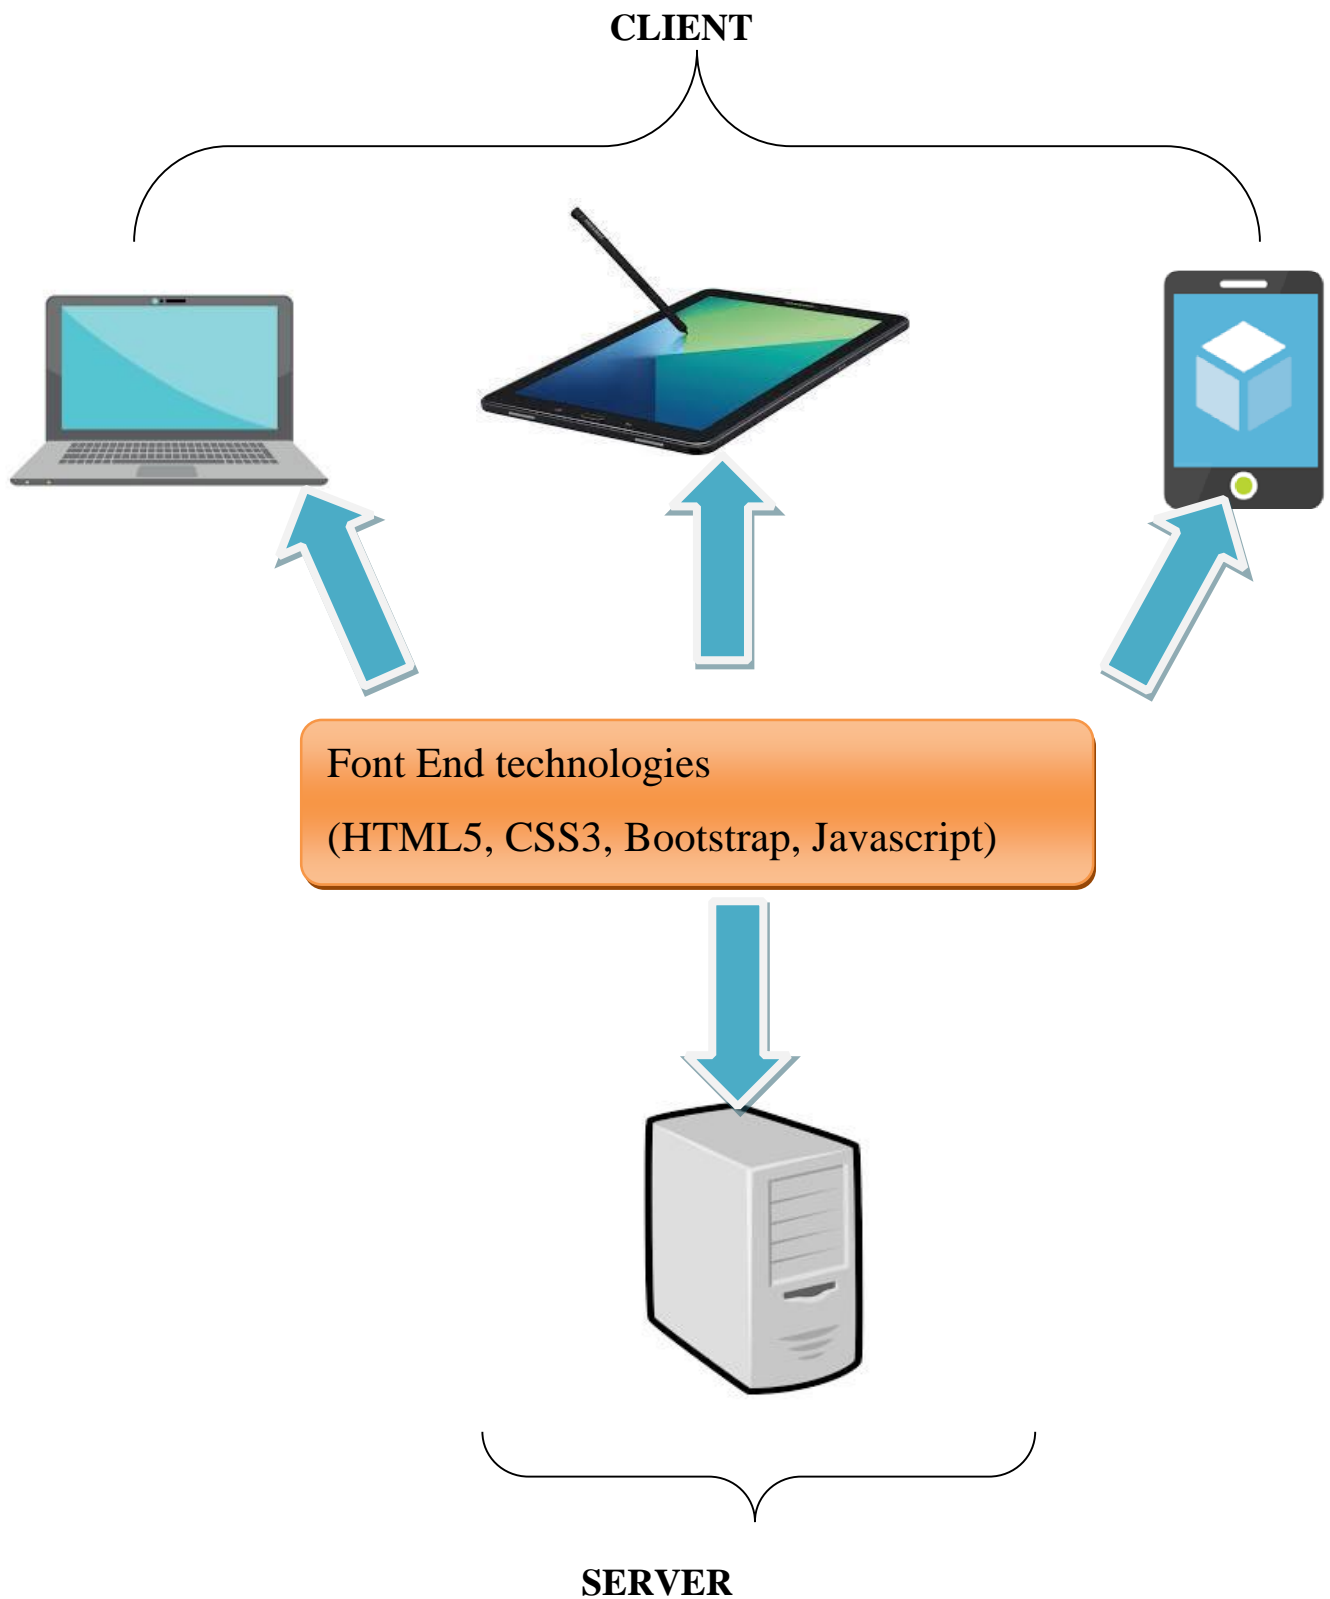 CLIENT
Font End technologies
(HTML5, CSS3, Bootstrap, Javascript)
SERVER